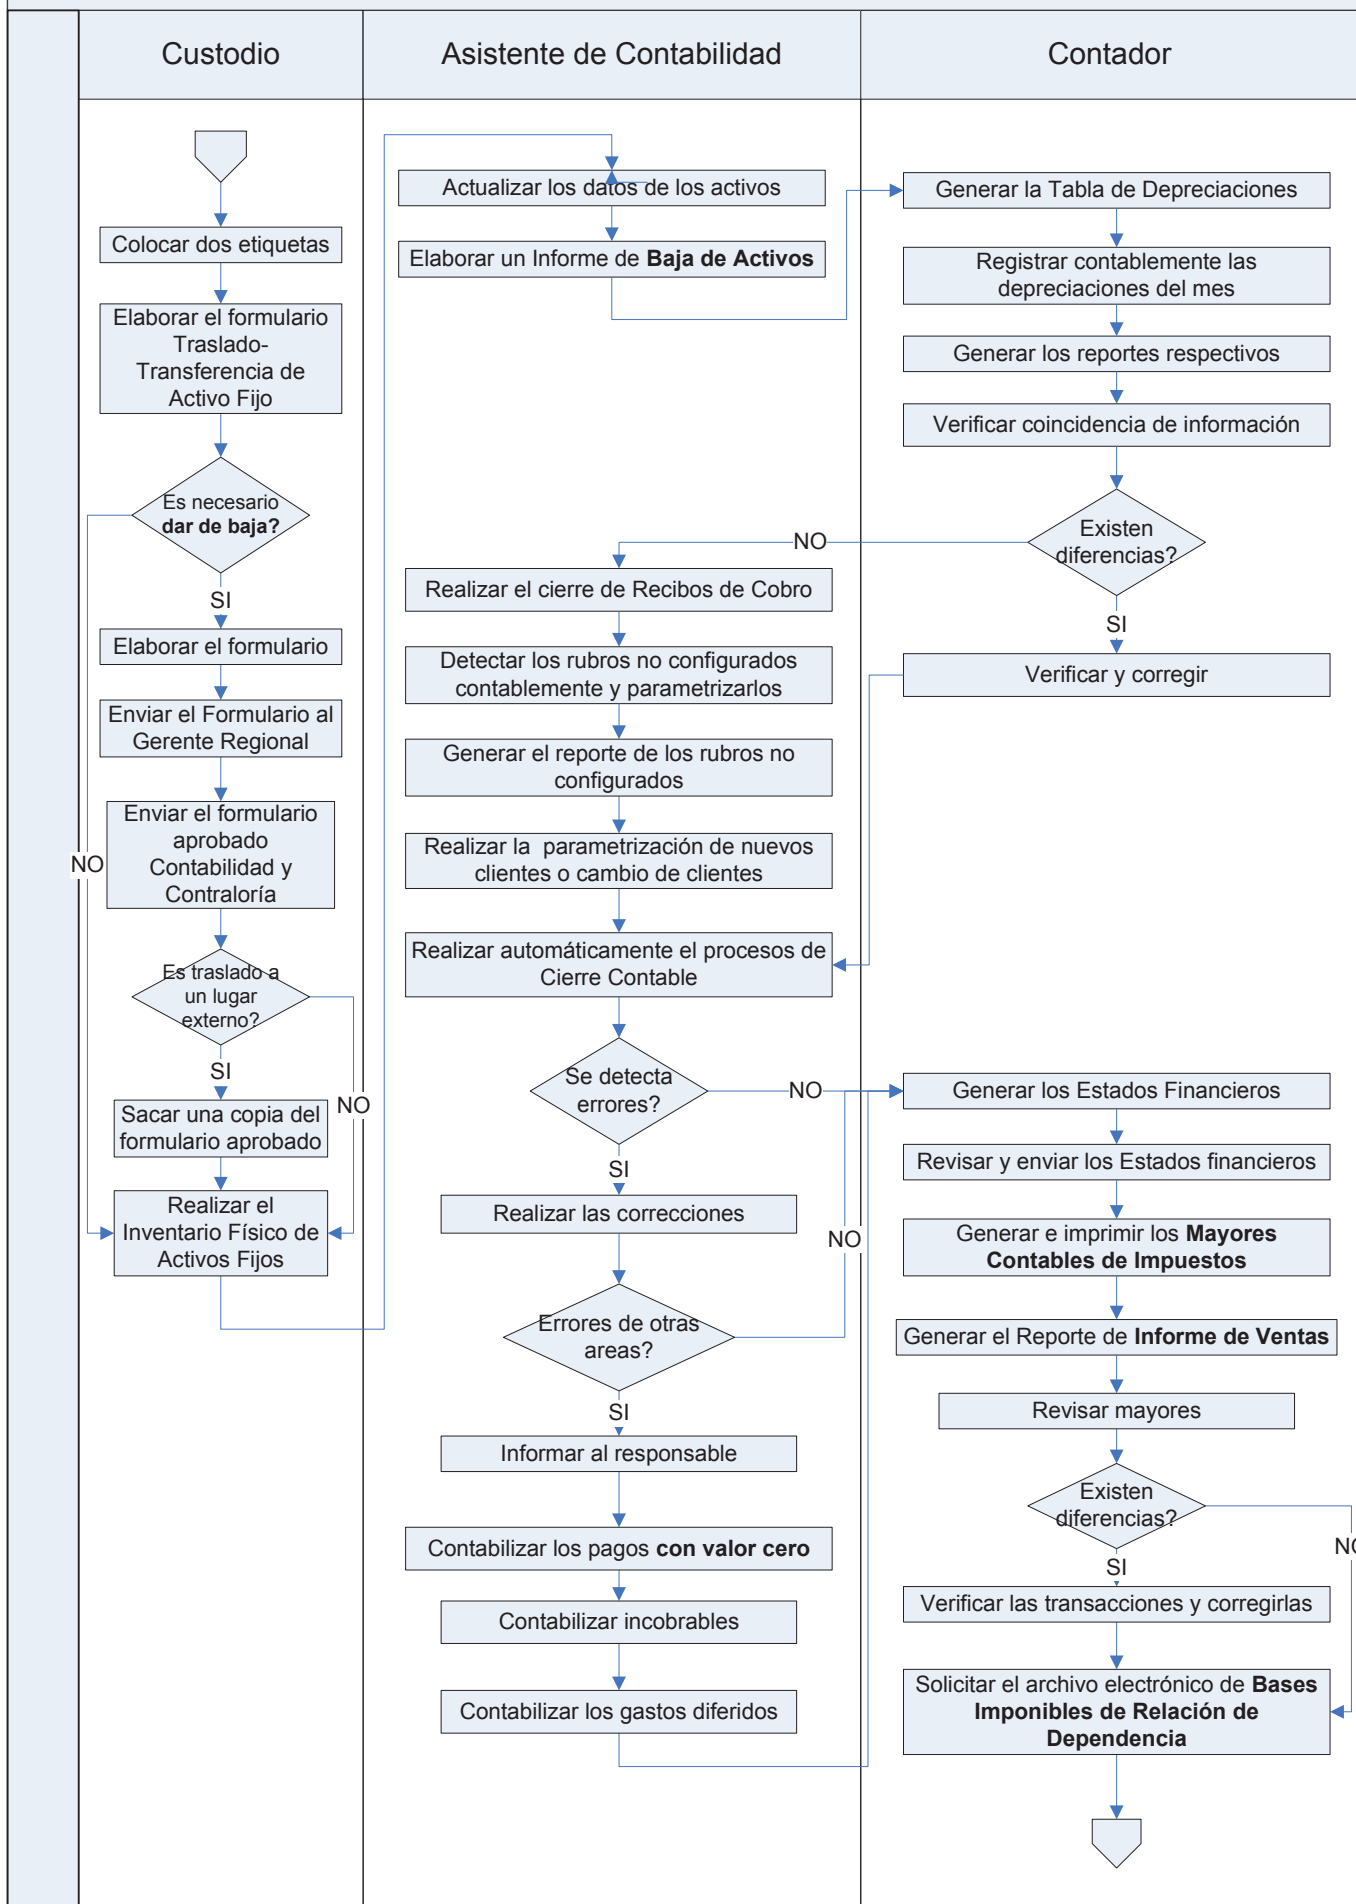 Custodio
Asistente de Contabilidad
Contador
Colocar dos etiquetas
Elaborar el formulario
Traslado-
Transferencia de
Activo Fijo
Es necesario
dar de baja?
SI
Elaborar el formulario
Enviar el Formulario al
Gerente Regional
Enviar el formulario
aprobado
Contabilidad y
Contraloría
NO
Es traslado a
un lugar
externo?
SI
NO
Sacar una copia del
formulario aprobado
Realizar el
Inventario Físico de
Activos Fijos
Actualizar los datos de los activos
Elaborar un Informe de Baja de Activos
NO
Realizar el cierre de Recibos de Cobro
Detectar los rubros no configurados
contablemente y parametrizarlos
Generar el reporte de los rubros no
configurados
Realizar la  parametrización de nuevos
clientes o cambio de clientes
Realizar automáticamente el procesos de
Cierre Contable
Se detecta
errores?
NO
SI
Realizar las correcciones
NO
Errores de otras
areas?
SI
Informar al responsable
Contabilizar los pagos con valor cero
Contabilizar incobrables
Contabilizar los gastos diferidos
Generar la Tabla de Depreciaciones
Registrar contablemente las
depreciaciones del mes
Generar los reportes respectivos
Verificar coincidencia de información
Existen
diferencias?
SI
Verificar y corregir
Generar los Estados Financieros
Revisar y enviar los Estados financieros
Generar e imprimir los Mayores
Contables de Impuestos
Generar el Reporte de Informe de Ventas
Revisar mayores
Existen
diferencias?
NO
SI
Verificar las transacciones y corregirlas
Solicitar el archivo electrónico de Bases
Imponibles de Relación de
Dependencia